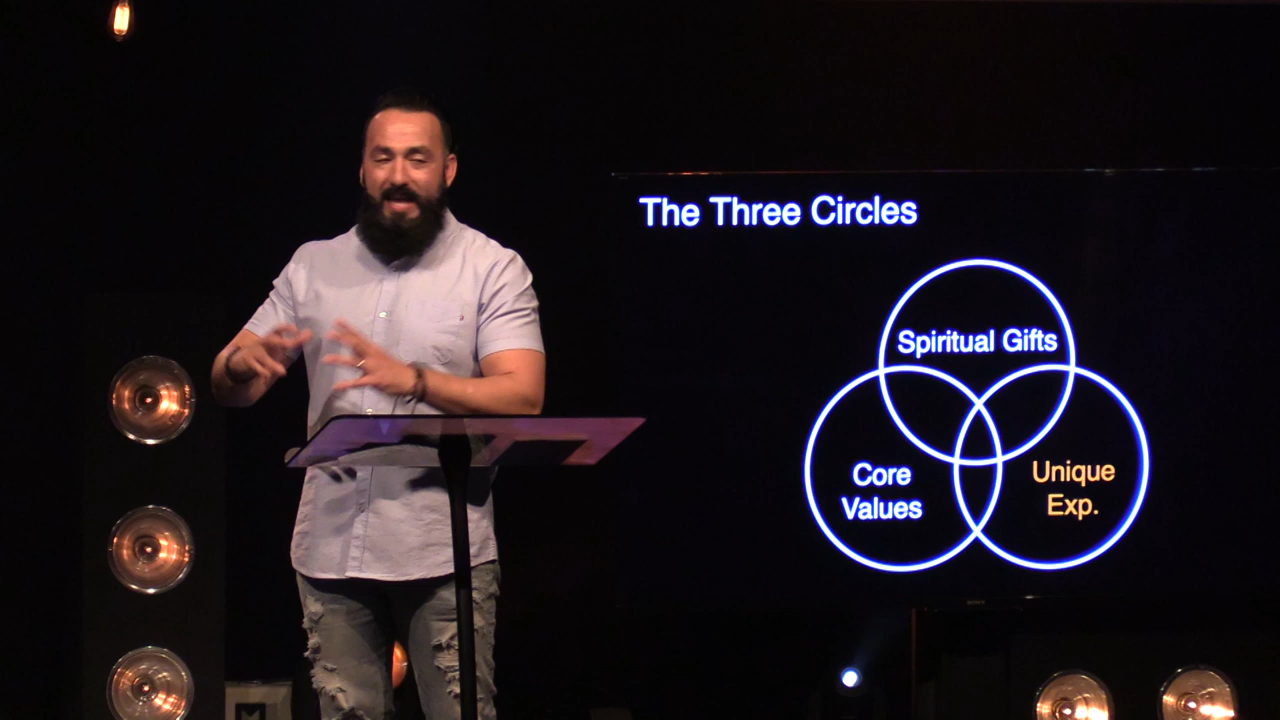 The Three Circles
Spiritual Gifts
Core
Values
Unique
Exp.